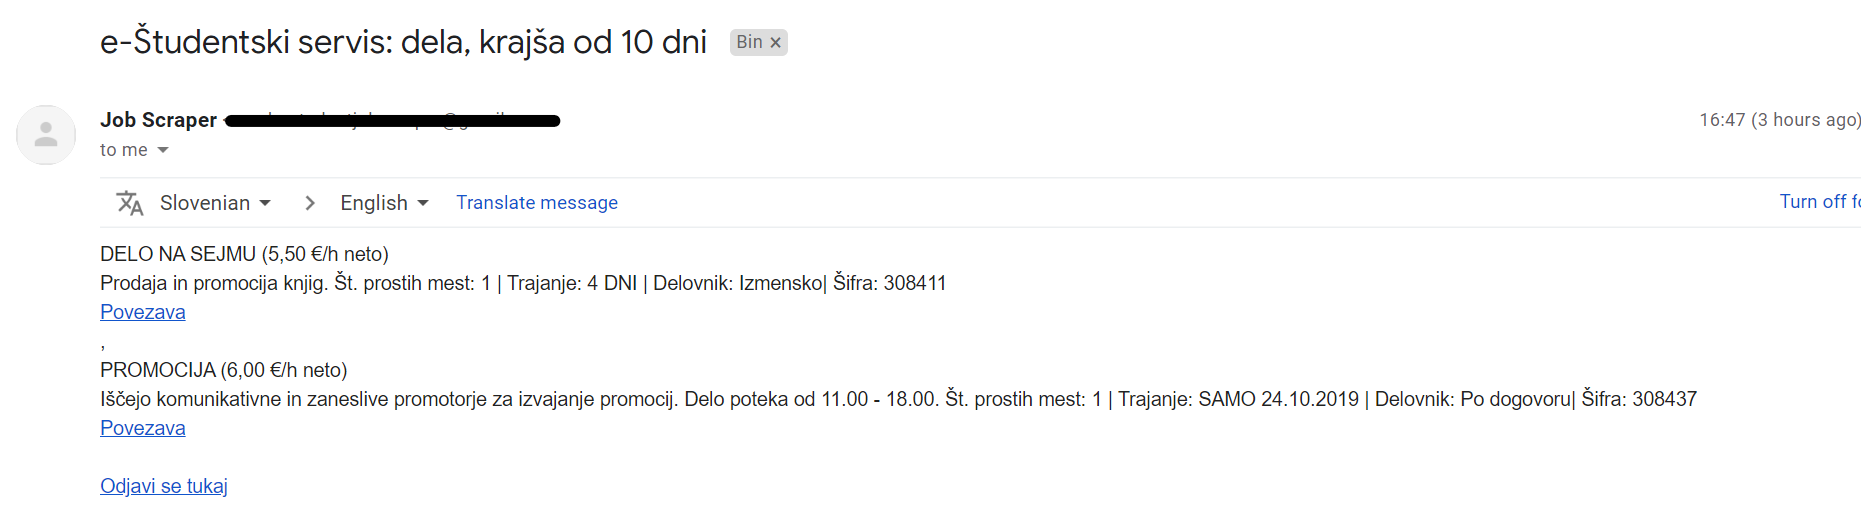 e-Študentski servis: dela, krajša od 10 dni Bin ×
Job Scraper 16:47 (3 hours ago)
to me
Slovenian > English Translate message Turn off fo
DELO NA SEJMU (5,50 €/h neto)
Prodaja in promocija knjig. Št. prostih mest: 1 | Trajanje: 4 DNI | Delovnik: Izmensko| Šifra: 308411
Povezava
,
PROMOCIJA (6,00 €/h neto)
Iščejo komunikativne in zaneslive promotorje za izvajanje promocij. Delo poteka od 11.00 - 18.00. Št. prostih mest: 1 | Trajanje: SAMO 24.10.2019 | Delovnik: Po dogovoru| Šifra: 308437
Povezava
Odjavi se tukaj